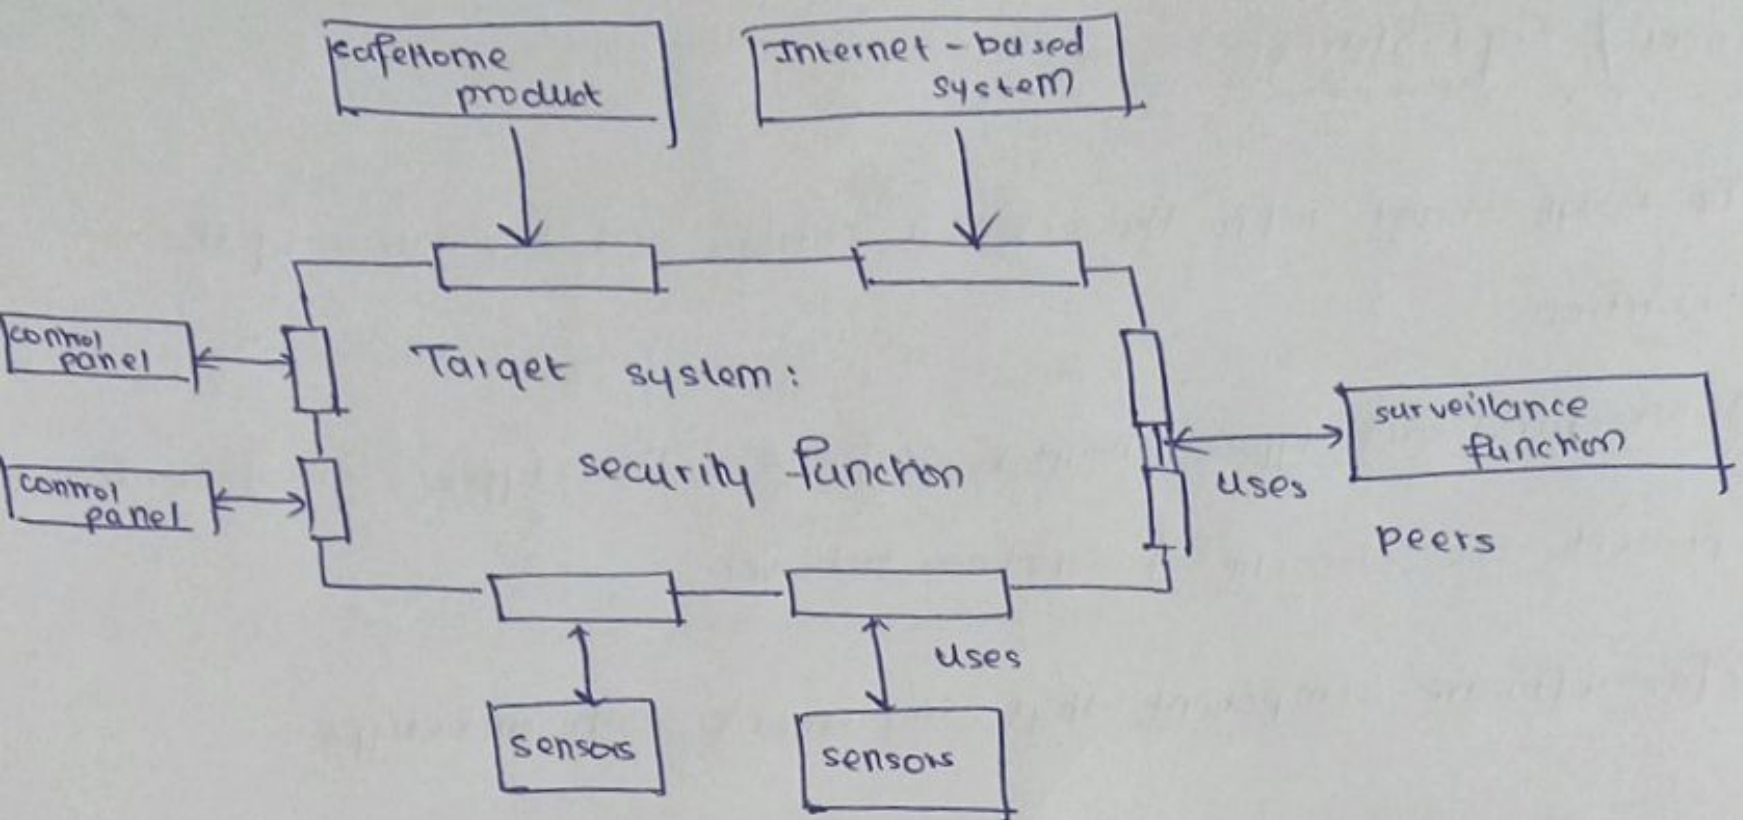 safeHome
product
Internet-based
system
control
panel
Target system:
surveillance
function
security function
control
panel
uses
peers
uses
sensors
sensors